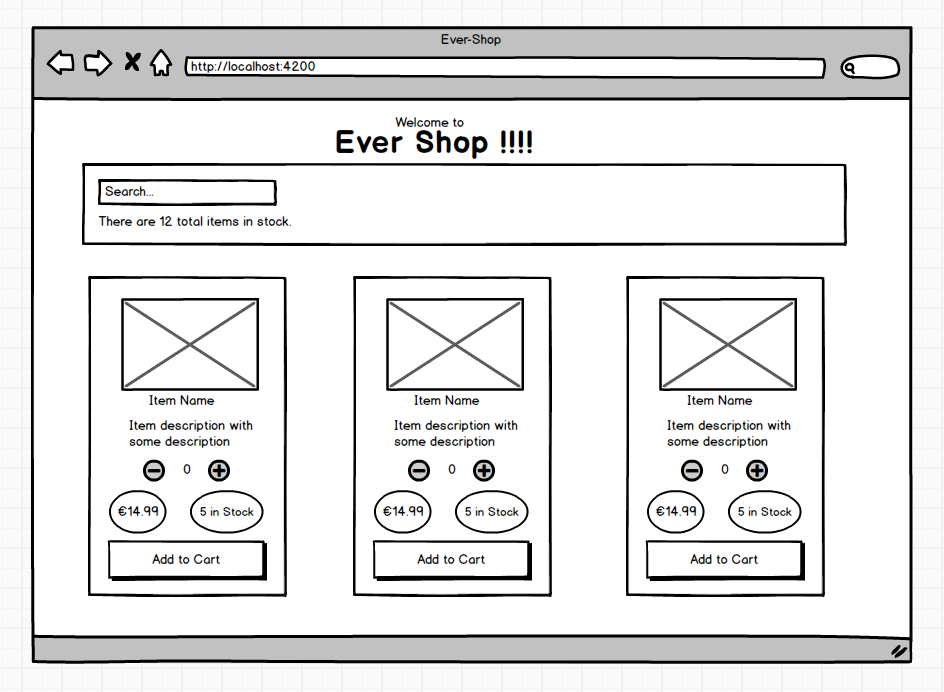 Ever-Shop
http://localhost:4200
Welcome to
Ever Shop !!!!
Search...
There are 12 total items in stock.
Item Name
Item description with
some description
0
€14.99
5 in Stock
Add to Cart
Item Name
Item description with
some description
0
€14.99
5 in Stock
Add to Cart
Item Name
Item description with
some description
0
€14.99
5 in Stock
Add to Cart